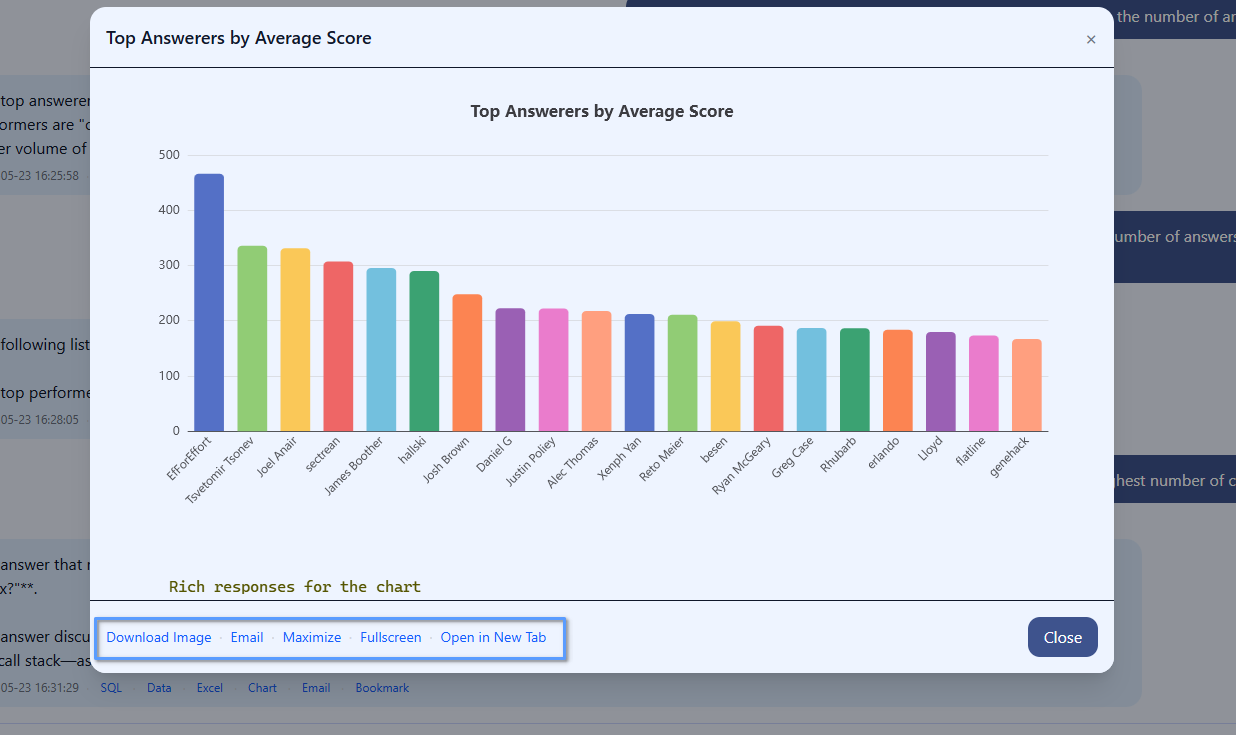 the number of an
Top Answerers by Average Score
×
top answerer
ormers are "c
er volume of
05-23 16:25:58
Top Answerers by Average Score
500
400
300
200
100
0
EfForEffort
Tsvetomir Tsonev
Joel Anair
sectrean
James Boother
hallski
Josh Brown
Daniel G
Justin Poliey
Alec Thomas
Xenph Yan
Reto Meier
besen
Ryan McGeary
Greg Case
Rhubarb
erlando
Lloyd
flatline
genehack
umber of answers
following list
top performe
05-23 16:28:05
ghest number of c
answer that r
x?"**.
Rich responses for the chart
Download Image · Email · Maximize · Fullscreen · Open in New Tab
Close
answer discu
call stack—as
05-23 16:31:29 · SQL · Data · Excel · Chart · Email · Bookmark